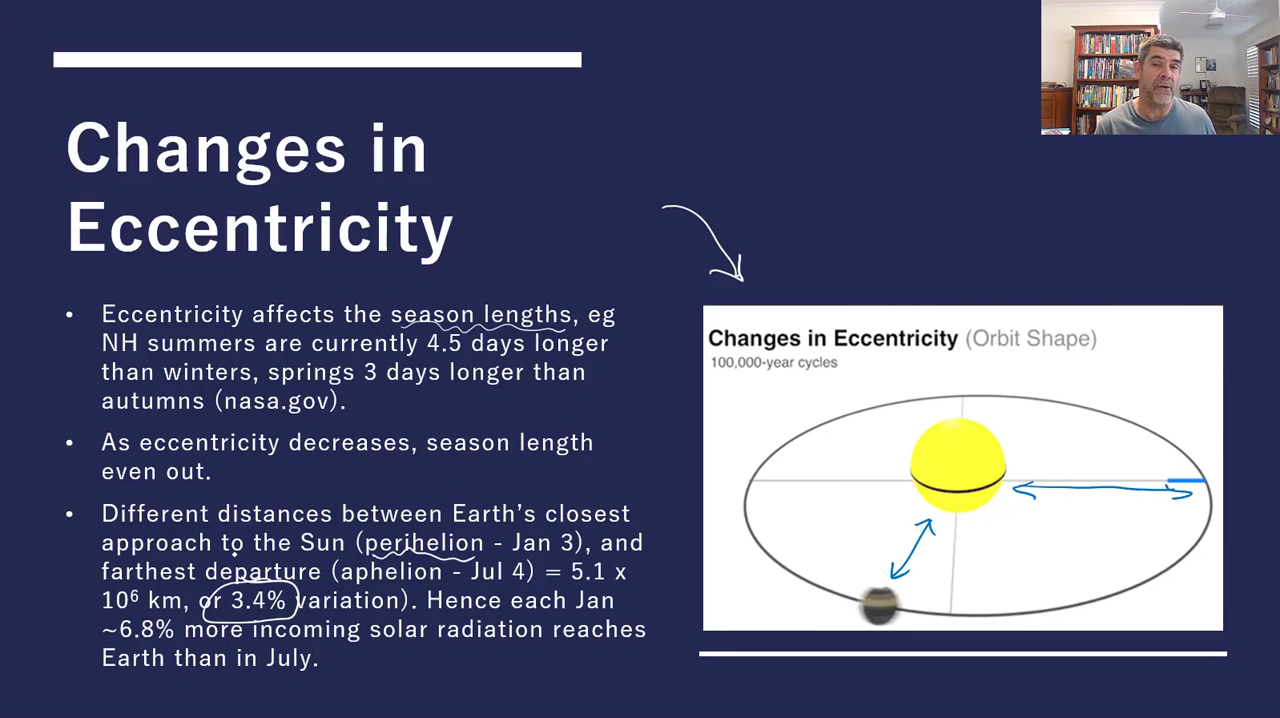 Changes in
Eccentricity
• Eccentricity affects the season lengths, eg
NH summers are currently 4.5 days longer
than winters, springs 3 days longer than
autumns (nasa.gov).
• As eccentricity decreases, season length
even out.
• Different distances between Earth's closest
approach to the Sun (perihelion - Jan 3), and
farthest departure (aphelion - Jul 4) = 5.1 x
10⁶ km, or 3.4% variation). Hence each Jan
~6.8% more incoming solar radiation reaches
Earth than in July.
Changes in Eccentricity (Orbit Shape)
100,000-year cycles